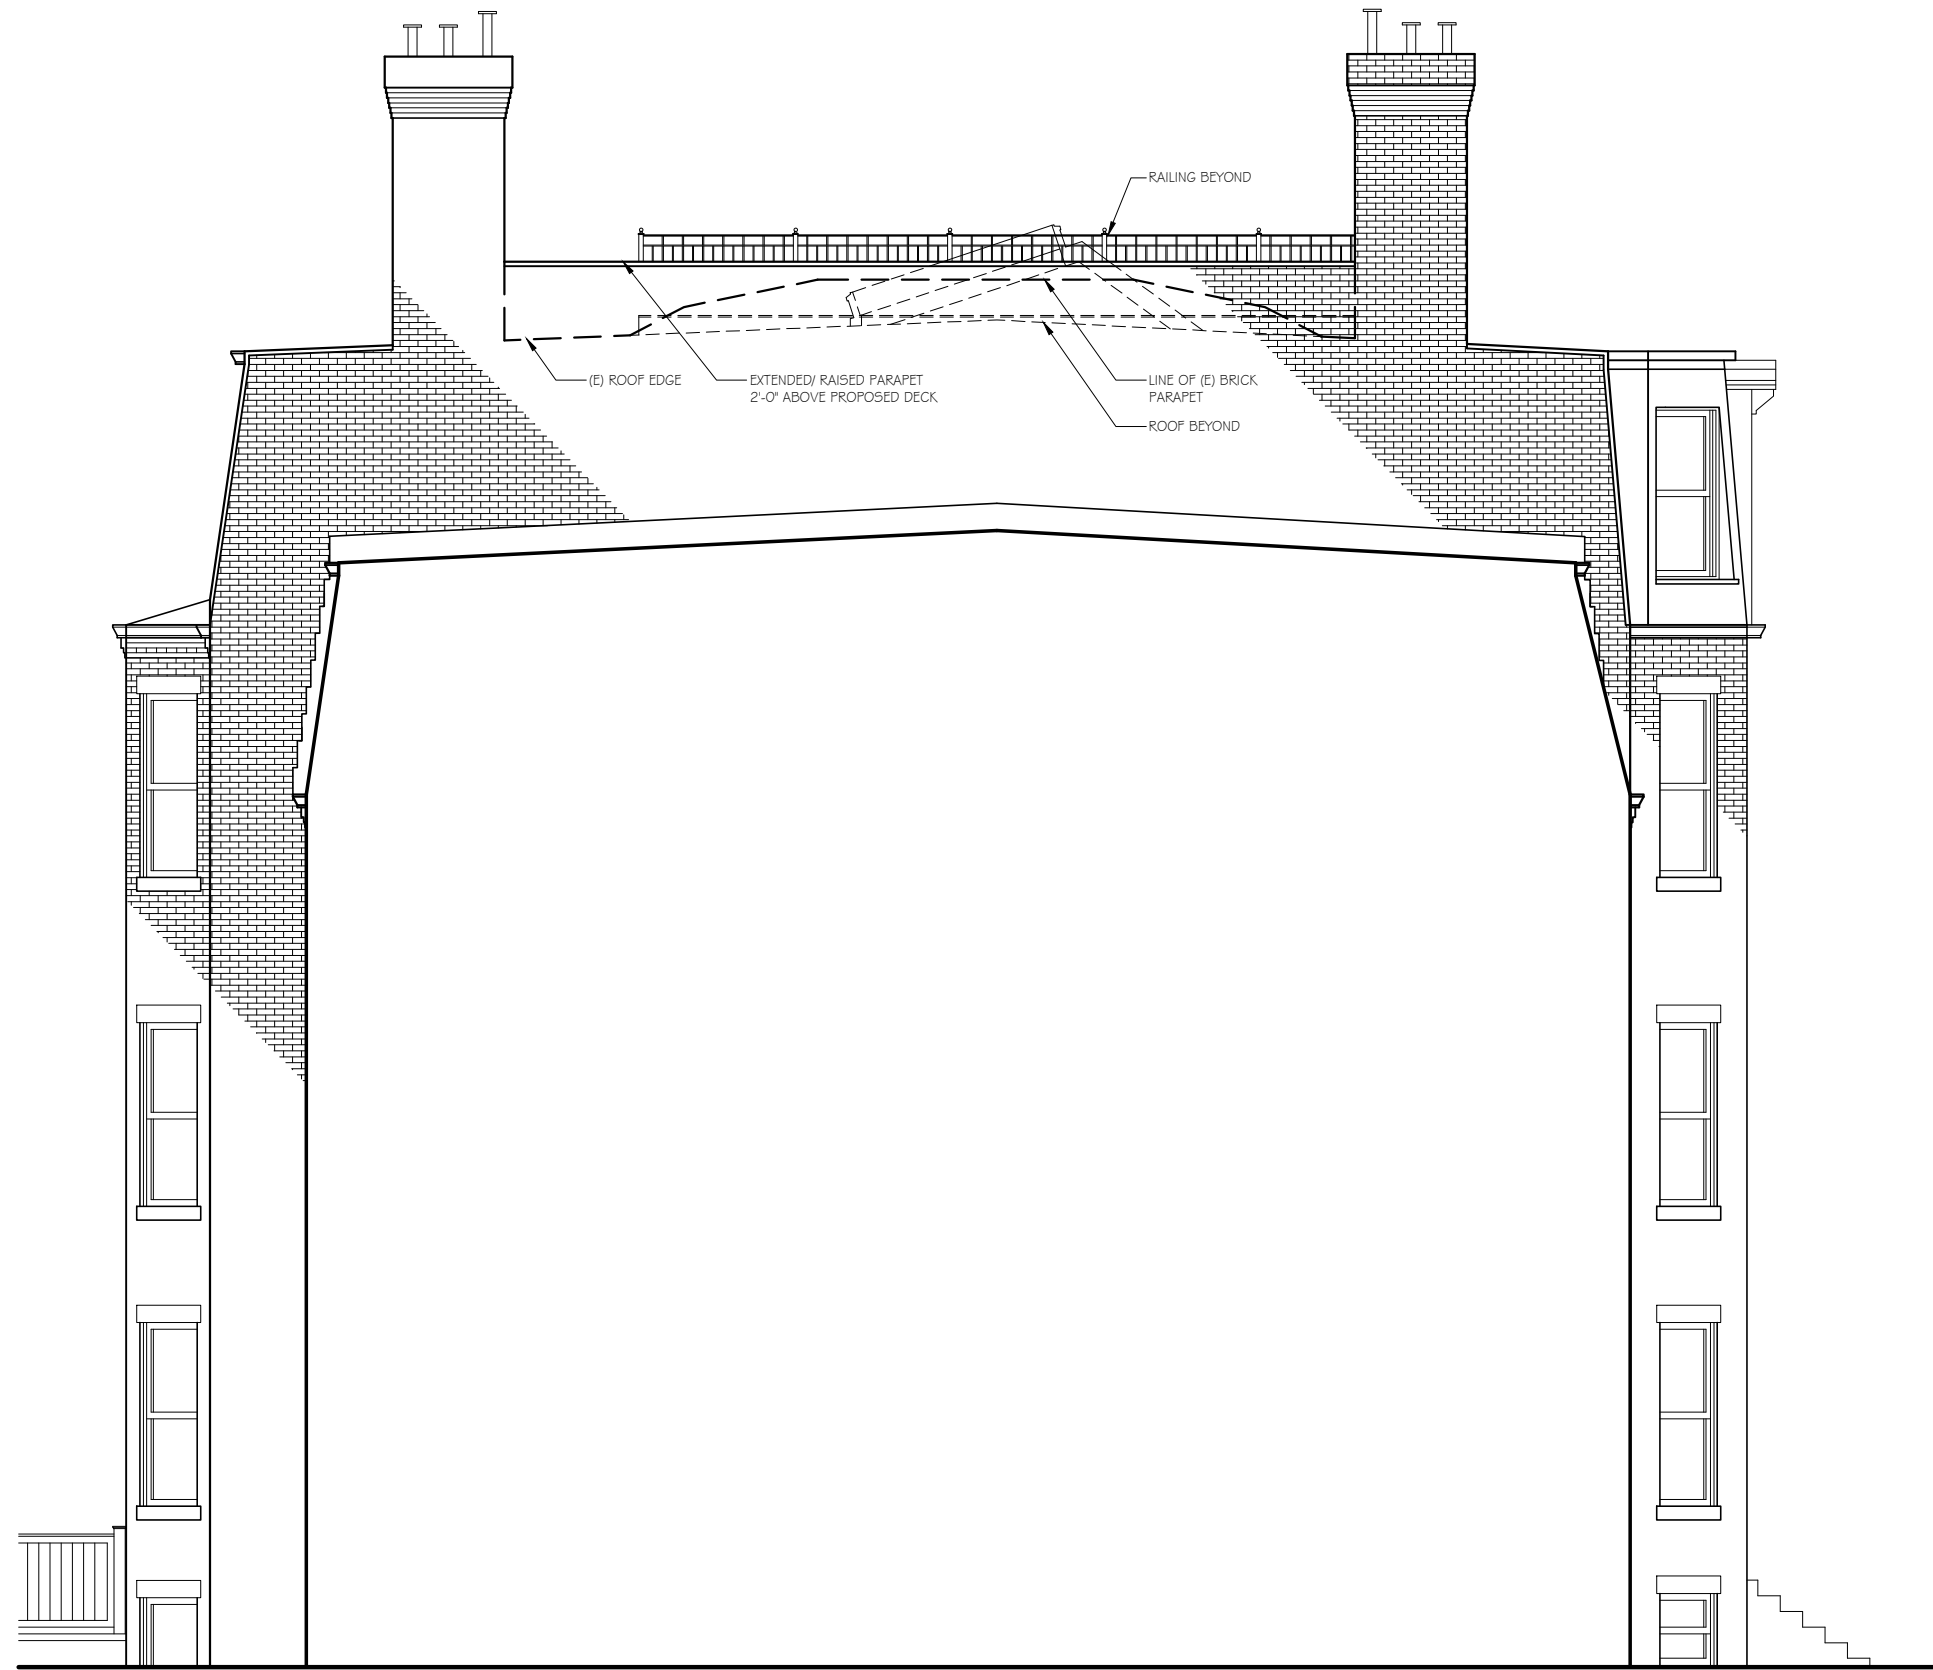 RAILING BEYOND
(E) ROOF EDGE
EXTENDED/ RAISED PARAPET
2'-0" ABOVE PROPOSED DECK
LINE OF (E) BRICK
PARAPET
ROOF BEYOND